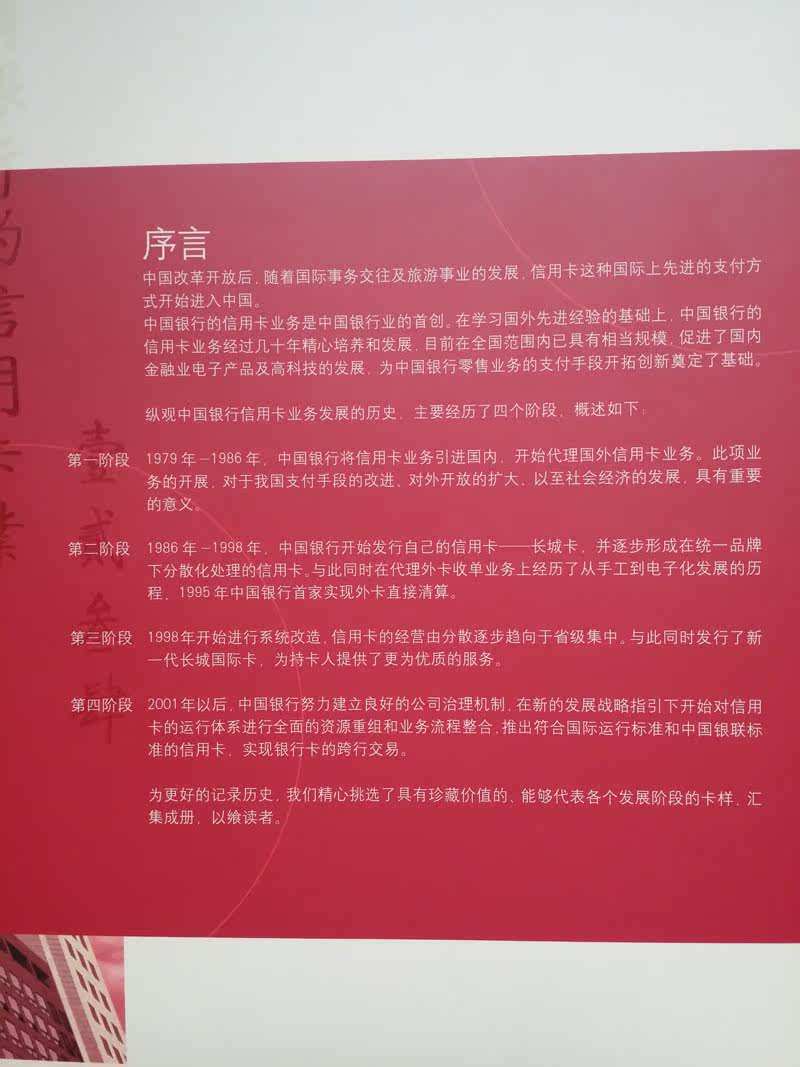 序言
中国改革开放后,随着国际事务交往及旅游事业的发展,信用卡这种国际上先进的支付方
式开始进入中国。
中国银行的信用卡业务是中国银行业的首创。在学习国外先进经验的基础上,中国银行的
信用卡业务经过几十年精心培养和发展,目前在全国范围内已具有相当规模,促进了国内
金融业电子产品及高科技的发展,为中国银行零售业务的支付手段开拓创新奠定了基础。
纵观中国银行信用卡业务发展的历史,主要经历了四个阶段,概述如下:
第一阶段 1979年-1986年,中国银行将信用卡业务引进国内,开始代理国外信用卡业务。此项业
务的开展,对于我国支付手段的改进、对外开放的扩大、以至社会经济的发展,具有重要
的意义。
第二阶段 1986年-1998年,中国银行开始发行自己的信用卡——长城卡,并逐步形成在统一品牌
下分散化处理的信用卡。与此同时在代理外卡收单业务上经历了从手工到电子化发展的历
程,1995年中国银行首家实现外卡直接清算。
第三阶段 1998年开始进行系统改造,信用卡的经营由分散逐步趋向于省级集中。与此同时发行了新
一代长城国际卡,为持卡人提供了更为优质的服务。
第四阶段 2001年以后,中国银行努力建立良好的公司治理机制,在新的发展战略指引下开始对信用
卡的运行体系进行全面的资源重组和业务流程整合,推出符合国际运行标准和中国银联标
准的信用卡,实现银行卡的跨行交易。
为更好的记录历史,我们精心挑选了具有珍藏价值的、能够代表各个发展阶段的卡样,汇
集成册,以飨读者。
壹
贰
叁
肆
的信用卡业